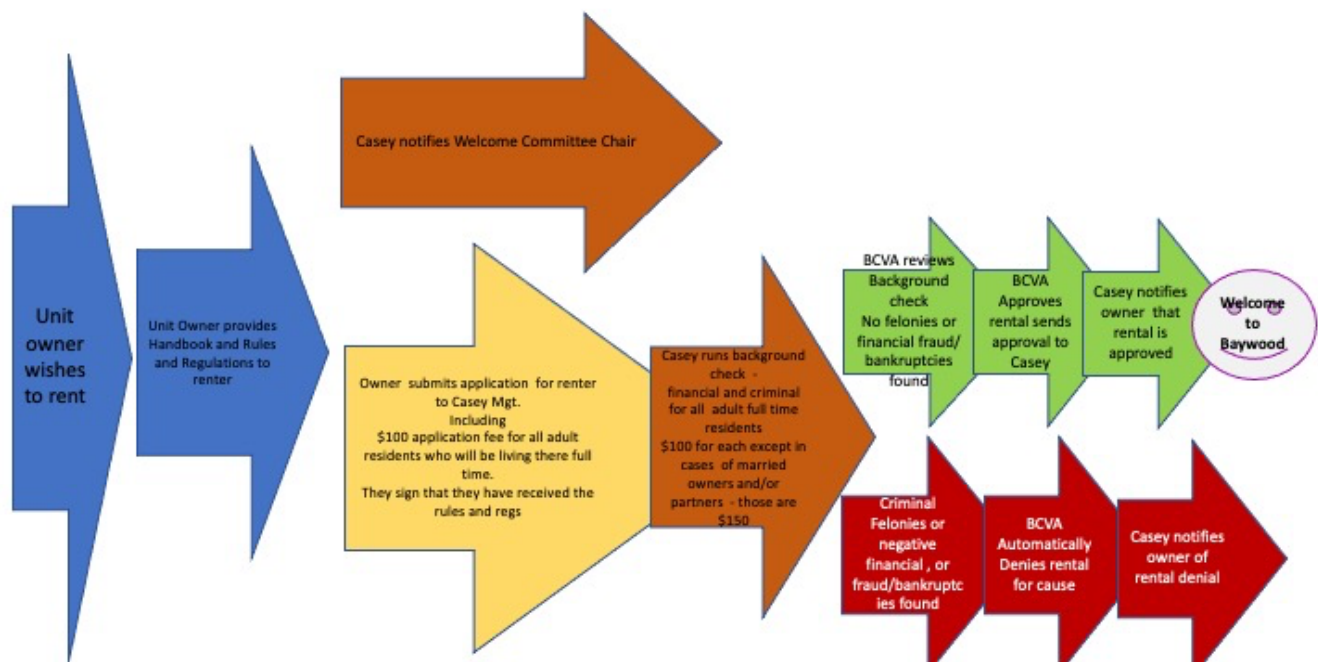 Unit
owner
wishes
to rent
Unit Owner provides
Handbook and Rules
and Regulations to
renter
Casey notifies Welcome Committee Chair
Owner submits application for renter
to Casey Mgt.
Including
$100 application fee for all adult
residents who will be living there full
time.
They sign that they have received the
rules and regs
Casey runs background
check -
financial and criminal
for all adult full time
residents
$100 for each except in
cases of married
owners and/or
partners - those are
$150
BCVA reviews
Background
check
No felonies or
financial fraud/
bankruptcies
found
BCVA
Approves
rental sends
approval to
Casey
Casey notifies
owner that
rental is
approved
Welcome
to
Baywood
Criminal
Felonies or
negative
financial , or
fraud/bankruptc
ies found
BCVA
Automatically
Denies rental
for cause
Casey notifies
owner of
rental denial